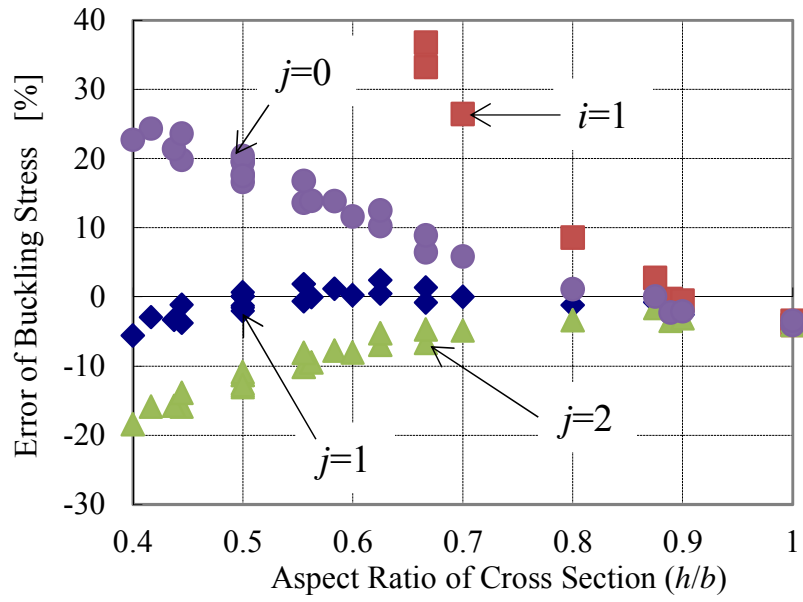 40
30
20
10
0
-10
-20
-30
Error of Buckling Stress [%]
j=0
i=1
j=1
j=2
0.4 0.5 0.6 0.7 0.8 0.9 1
Aspect Ratio of Cross Section (h/b)